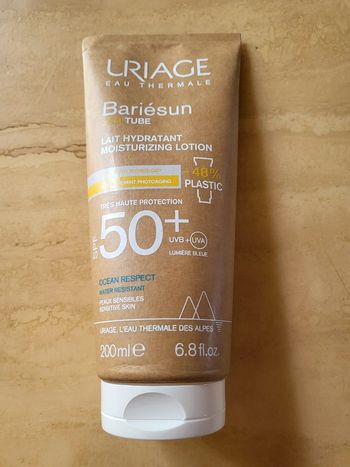 URIAGE
EAU THERMALE
Bariésun
TUBE
LAIT HYDRATANT
MOISTURIZING LOTION
-48%
PLASTIC
TRÈS HAUTE PROTECTION
SPF 50+
UVB + UVA
LUMIÈRE BLEUE
OCEAN RESPECT
WATER RESISTANT
PEAUX SENSIBLES
SENSITIVE SKIN
URIAGE, L'EAU THERMALE DES ALPES
200ml e 6.8 fl.oz.